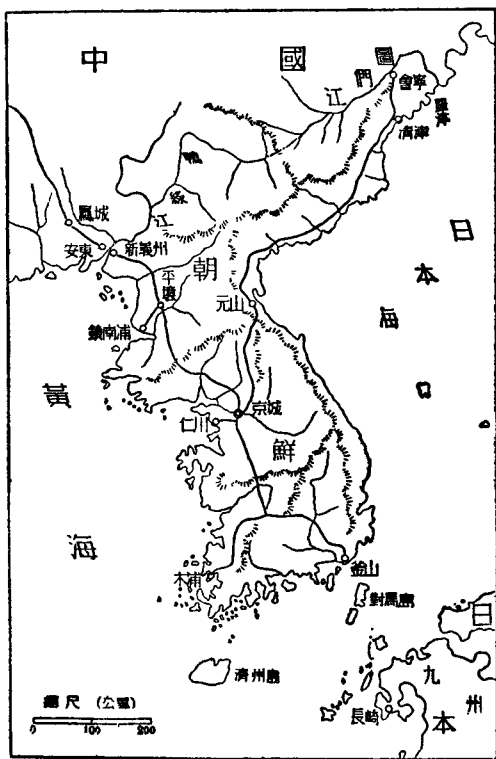 中國
圖們江
會寧
羅津
清津
鴨綠江
鳳城
安東
新義州
日本海
朝鮮
平壤
元山
鎮南浦
京城
仁川
黃海
木浦
釜山
對馬島
濟州島
日本
九州
長崎
縮尺 (公里)
0 100 200